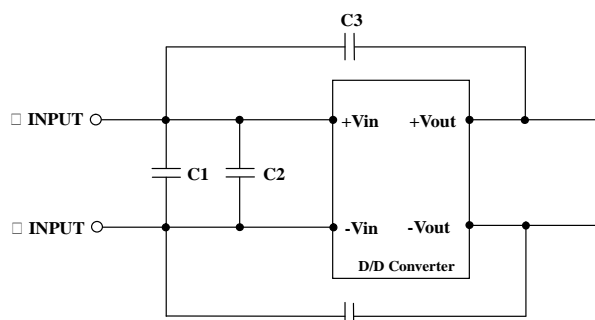 C3
□ INPUT
+Vin +Vout
C1 C2
□ INPUT
-Vin -Vout
D/D Converter